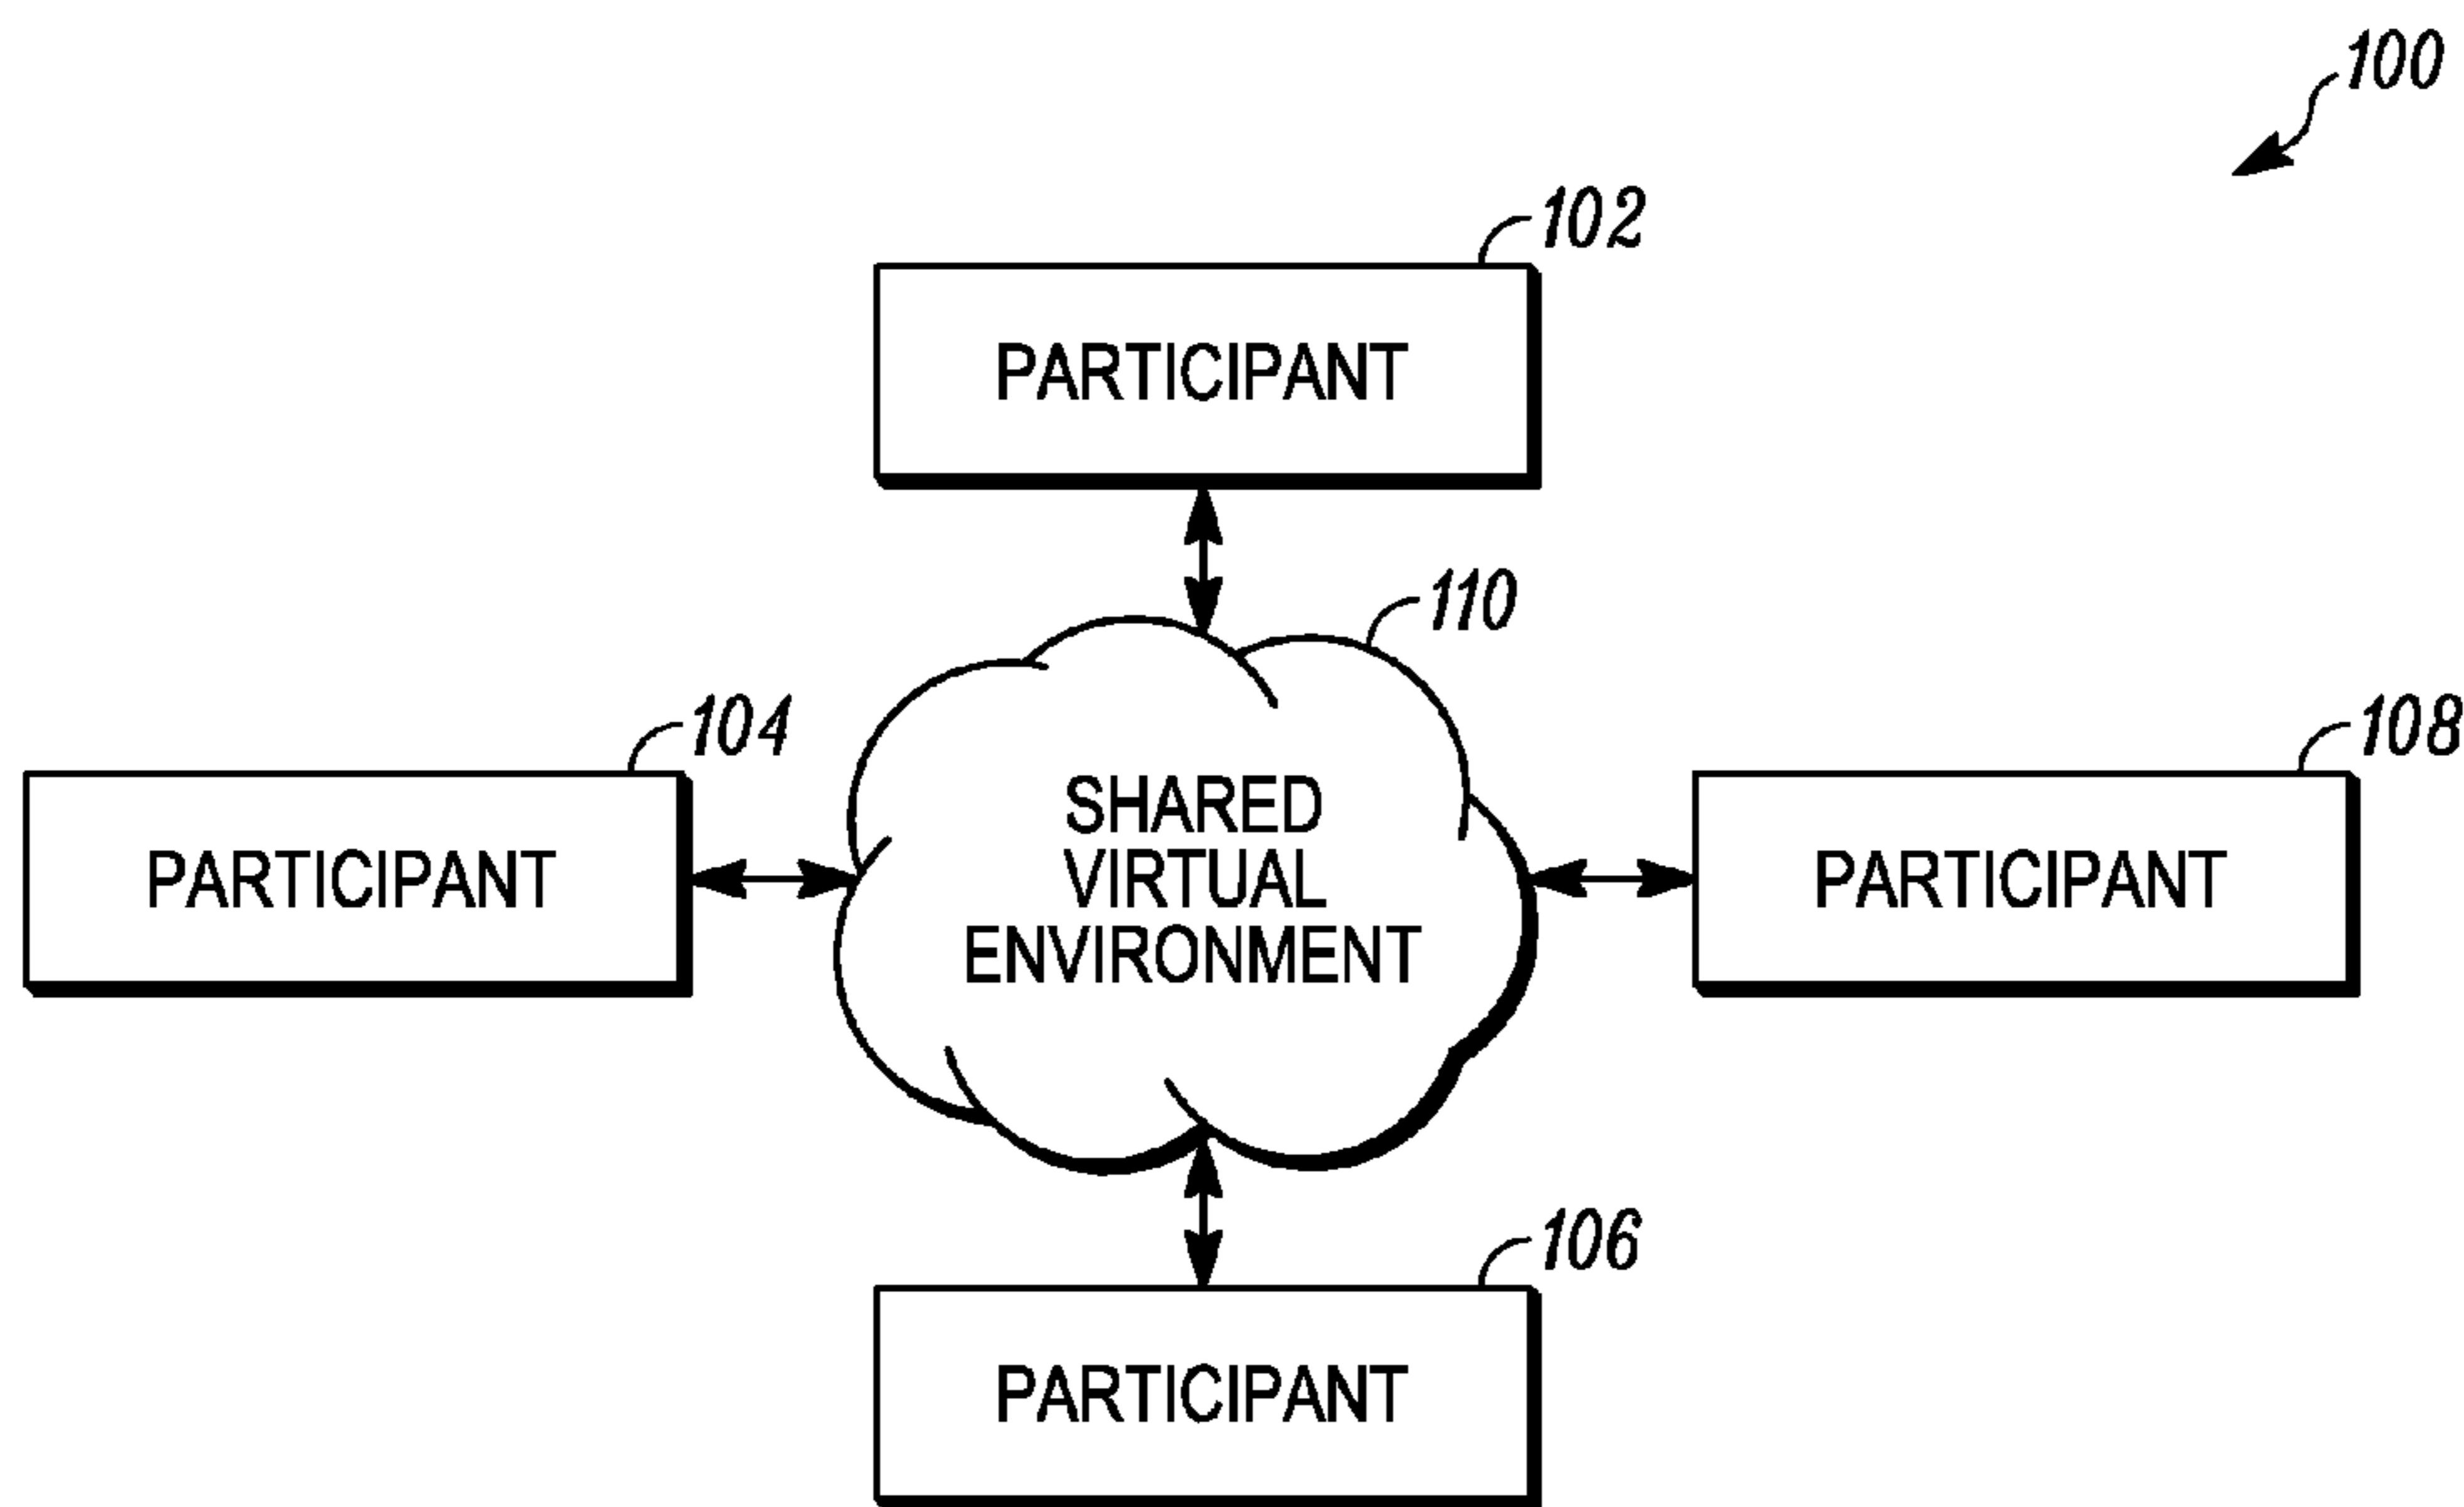 100
102
PARTICIPANT
110
104
108
SHARED
PARTICIPANT
VIRTUAL
PARTICIPANT
ENVIRONMENT
106
PARTICIPANT